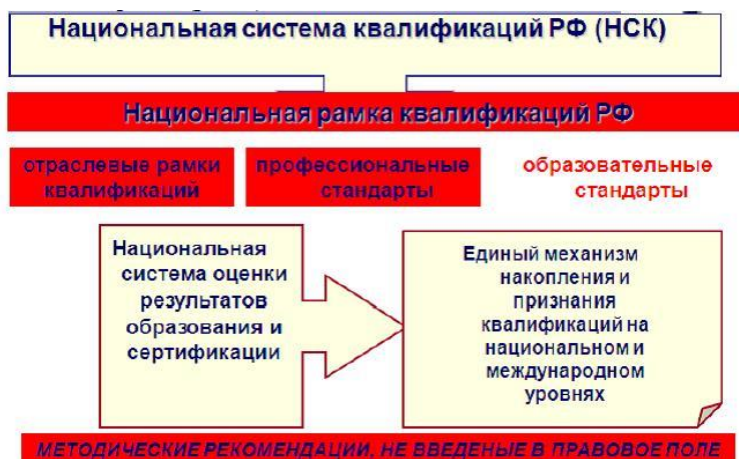 Национальная система квалификаций РФ (НСК)
Национальная рамка квалификаций РФ
отраслевые рамки
квалификаций
профессиональные
стандарты
образовательные
стандарты
Национальная
система оценки
результатов
образования и
сертификации
Единый механизм
накопления и
признания
квалификаций на
национальном и
международном
уровнях
МЕТОДИЧЕСКИЕ РЕКОМЕНДАЦИИ, НЕ ВВЕДЕНЫЕ В ПРАВОВОЕ ПОЛЕ